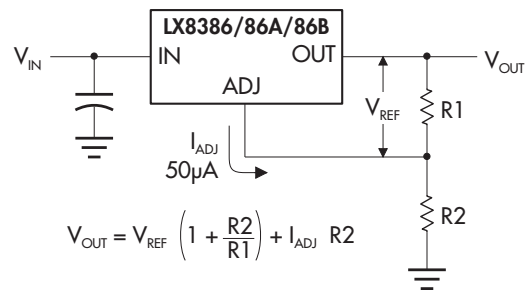 LX8386/86A/86B
V_IN
IN
OUT
V_OUT
ADJ
V_REF
R1
I_ADJ
50µA
R2
V_OUT = V_REF (1 + R2/R1) + I_ADJ R2